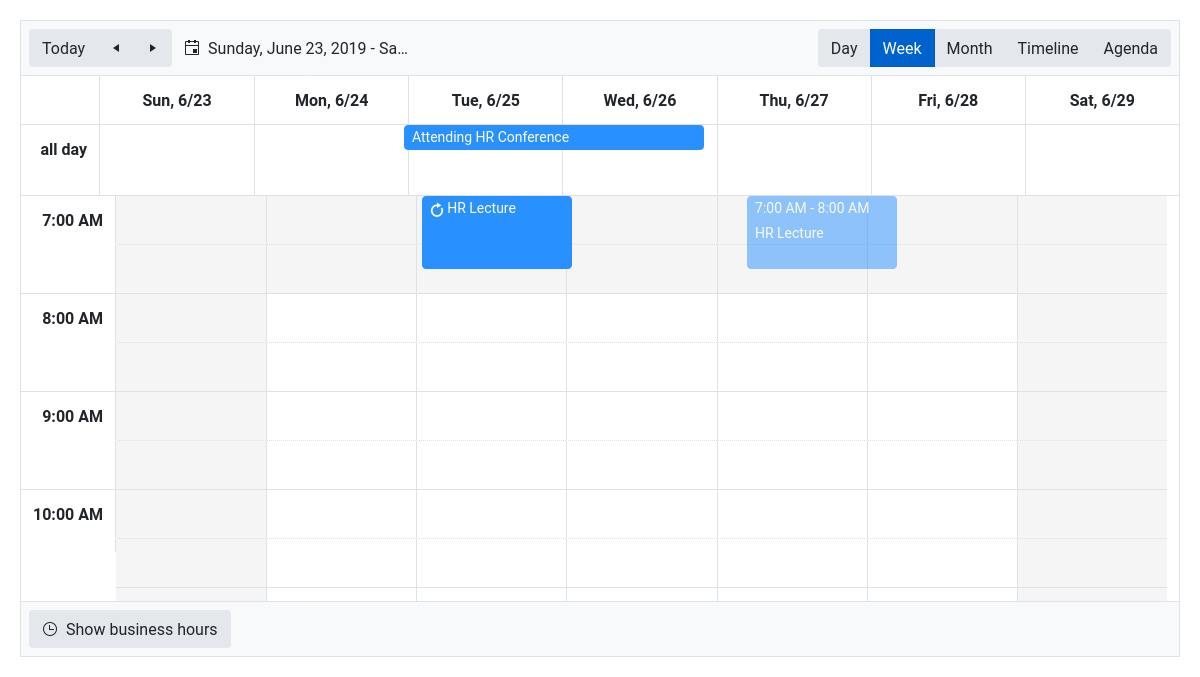 Today
Sunday, June 23, 2019 - Sa...
Day Week Month Timeline Agenda
Sun, 6/23 Mon, 6/24 Tue, 6/25 Wed, 6/26 Thu, 6/27 Fri, 6/28 Sat, 6/29
all day
Attending HR Conference
7:00 AM
HR Lecture
7:00 AM - 8:00 AM
HR Lecture
8:00 AM
9:00 AM
10:00 AM
Show business hours